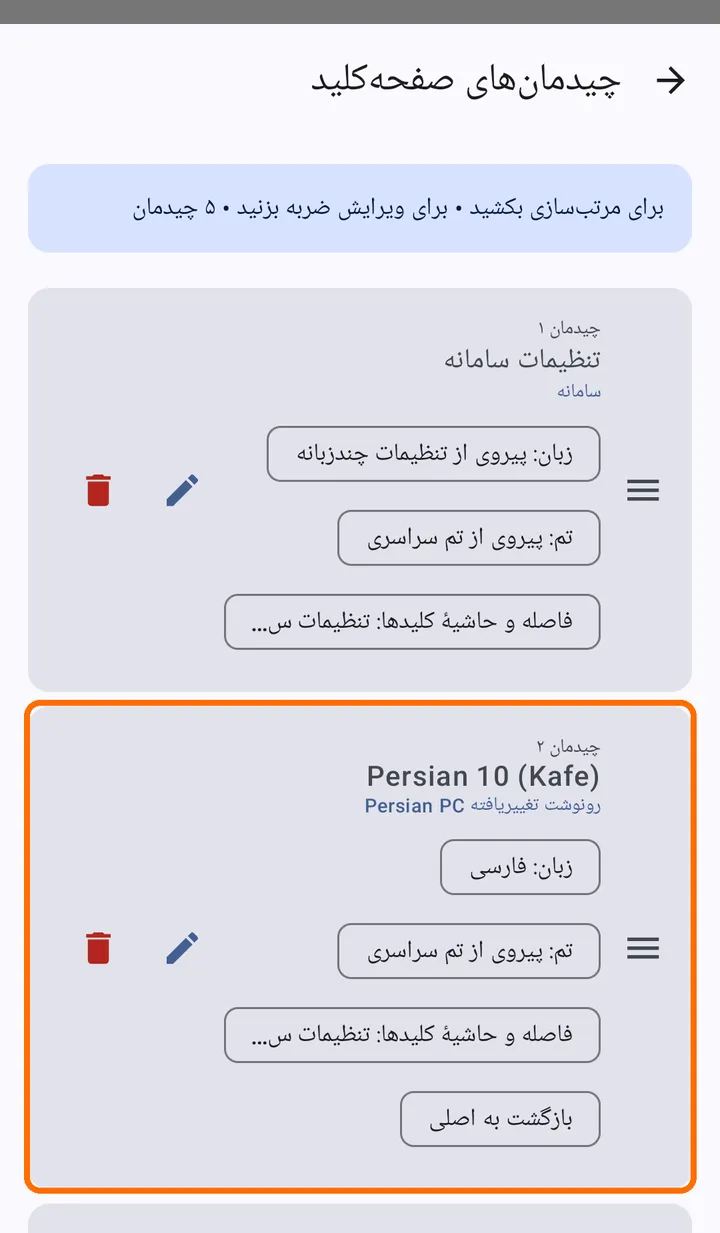 چیدمان‌های صفحه‌کلید
برای مرتب‌سازی بکشید • برای ویرایش ضربه بزنید • ۵ چیدمان
چیدمان ۱
تنظیمات سامانه
سامانه
زبان: پیروی از تنظیمات چندزبانه
تم: پیروی از تم سراسری
فاصله و حاشیهٔ کلیدها: تنظیمات س...
چیدمان ۲
Persian 10 (Kafe)
رونوشت تغییریافته Persian PC
زبان: فارسی
تم: پیروی از تم سراسری
فاصله و حاشیهٔ کلیدها: تنظیمات س...
بازگشت به اصلی